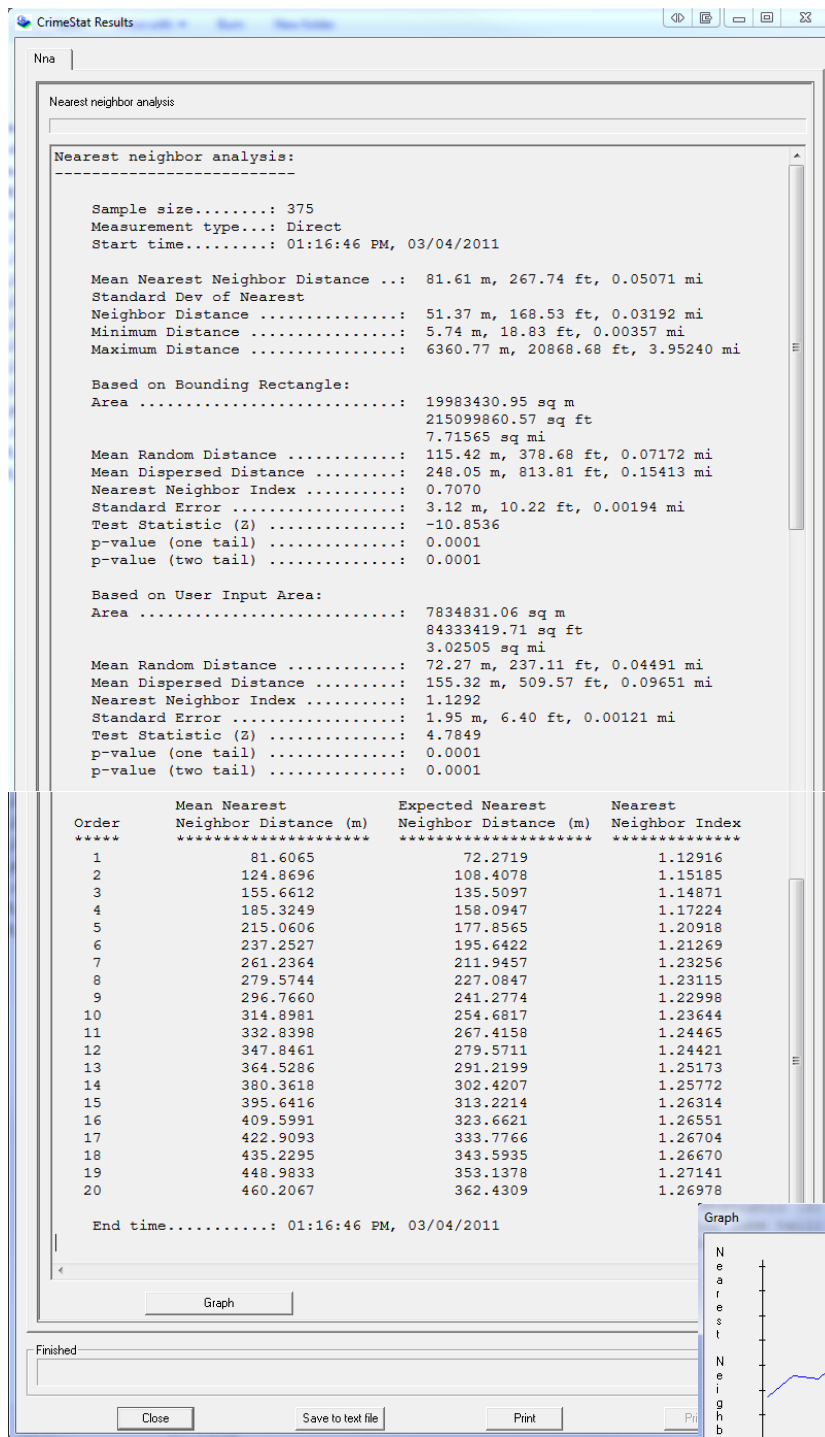 CrimeStat Results
Nna
Nearest neighbor analysis
Nearest neighbor analysis:
--------------------------
Sample size........: 375
Measurement type...: Direct
Start time.........: 01:16:46 PM, 03/04/2011
Mean Nearest Neighbor Distance ..: 81.61 m, 267.74 ft, 0.05071 mi
Standard Dev of Nearest
Neighbor Distance ...............: 51.37 m, 168.53 ft, 0.03192 mi
Minimum Distance ................: 5.74 m, 18.83 ft, 0.00357 mi
Maximum Distance ................: 6360.77 m, 20868.68 ft, 3.95240 mi
Based on Bounding Rectangle:
Area ............................: 19983430.95 sq m
215099860.57 sq ft
7.71565 sq mi
Mean Random Distance ............: 115.42 m, 378.68 ft, 0.07172 mi
Mean Dispersed Distance .........: 248.05 m, 813.81 ft, 0.15413 mi
Nearest Neighbor Index ..........: 0.7070
Standard Error ..................: 3.12 m, 10.22 ft, 0.00194 mi
Test Statistic (Z) ..............: -10.8536
p-value (one tail) ..............: 0.0001
p-value (two tail) ..............: 0.0001
Based on User Input Area:
Area ............................: 7834831.06 sq m
84333419.71 sq ft
3.02505 sq mi
Mean Random Distance ............: 72.27 m, 237.11 ft, 0.04491 mi
Mean Dispersed Distance .........: 155.32 m, 509.57 ft, 0.09651 mi
Nearest Neighbor Index ..........: 1.1292
Standard Error ..................: 1.95 m, 6.40 ft, 0.00121 mi
Test Statistic (Z) ..............: 4.7849
p-value (one tail) ..............: 0.0001
p-value (two tail) ..............: 0.0001
Mean Nearest Expected Nearest Nearest
Order Neighbor Distance (m) Neighbor Distance (m) Neighbor Index
***** ********************* ********************* **************
1 81.6065 72.2719 1.12916
2 124.8696 108.4078 1.15185
3 155.6612 135.5097 1.14871
4 185.3249 158.0947 1.17224
5 215.0606 177.8565 1.20918
6 237.2527 195.6422 1.21269
7 261.2364 211.9457 1.23256
8 279.5744 227.0847 1.23115
9 296.7660 241.2774 1.22998
10 314.8981 254.6817 1.23644
11 332.8398 267.4158 1.24465
12 347.8461 279.5711 1.24421
13 364.5286 291.2199 1.25173
14 380.3618 302.4207 1.25772
15 395.6416 313.2214 1.26314
16 409.5991 323.6621 1.26551
17 422.9093 333.7766 1.26704
18 435.2295 343.5935 1.26670
19 448.9833 353.1378 1.27141
20 460.2067 362.4309 1.26978
End time...........: 01:16:46 PM, 03/04/2011
Graph
Nearest Neighb
Graph
Finished
Close Save to text file Print Pri